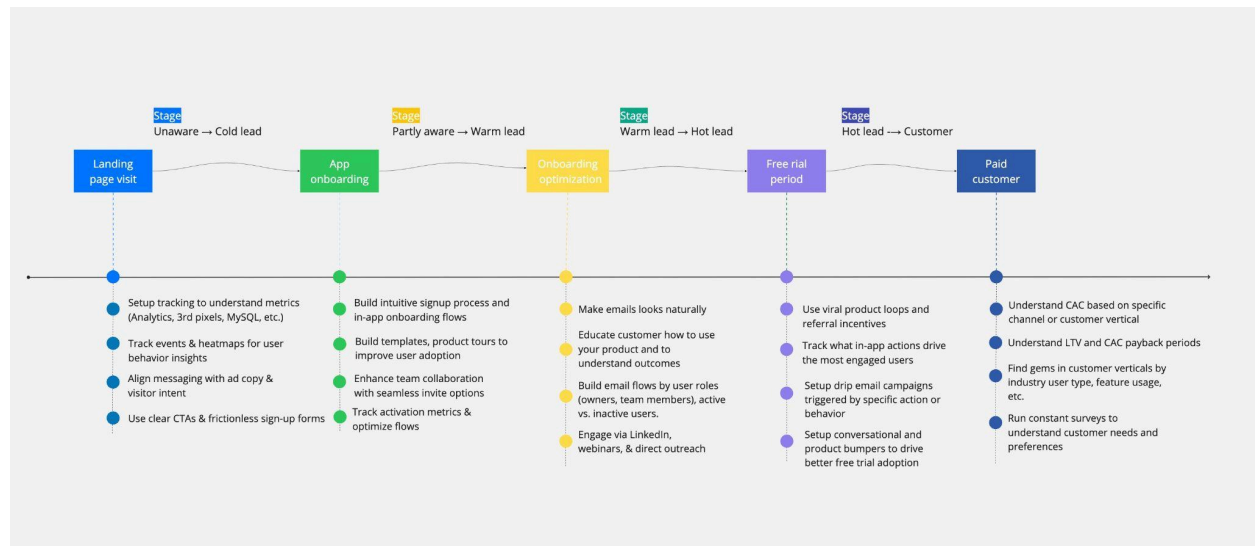 Stage
Unaware → Cold lead
Stage
Partly aware → Warm lead
Stage
Warm lead → Hot lead
Stage
Hot lead --→ Customer
Landing
page visit
App
onboarding
Onboarding
optimization
Free rial
period
Paid
customer
Setup tracking to understand metrics
(Analytics, 3rd pixels, MySQL, etc.)
Track events & heatmaps for user
behavior insights
Align messaging with ad copy &
visitor intent
Use clear CTAs & frictionless sign-up forms
Build intuitive signup process and
in-app onboarding flows
Build templates, product tours to
improve user adoption
Enhance team collaboration
with seamless invite options
Track activation metrics &
optimize flows
Make emails looks naturally
Educate customer how to use
your product and to
understand outcomes
Build email flows by user roles
(owners, team members), active
vs. inactive users.
Engage via LinkedIn,
webinars, & direct outreach
Use viral product loops and
referral incentives
Track what in-app actions drive
the most engaged users
Setup drip email campaigns
triggered by specific action or
behavior
Setup conversational and
product bumpers to drive
better free trial adoption
Understand CAC based on specific
channel or customer vertical
Understand LTV and CAC payback periods
Find gems in customer verticals by
industry user type, feature usage,
etc.
Run constant surveys to
understand customer needs and
preferences